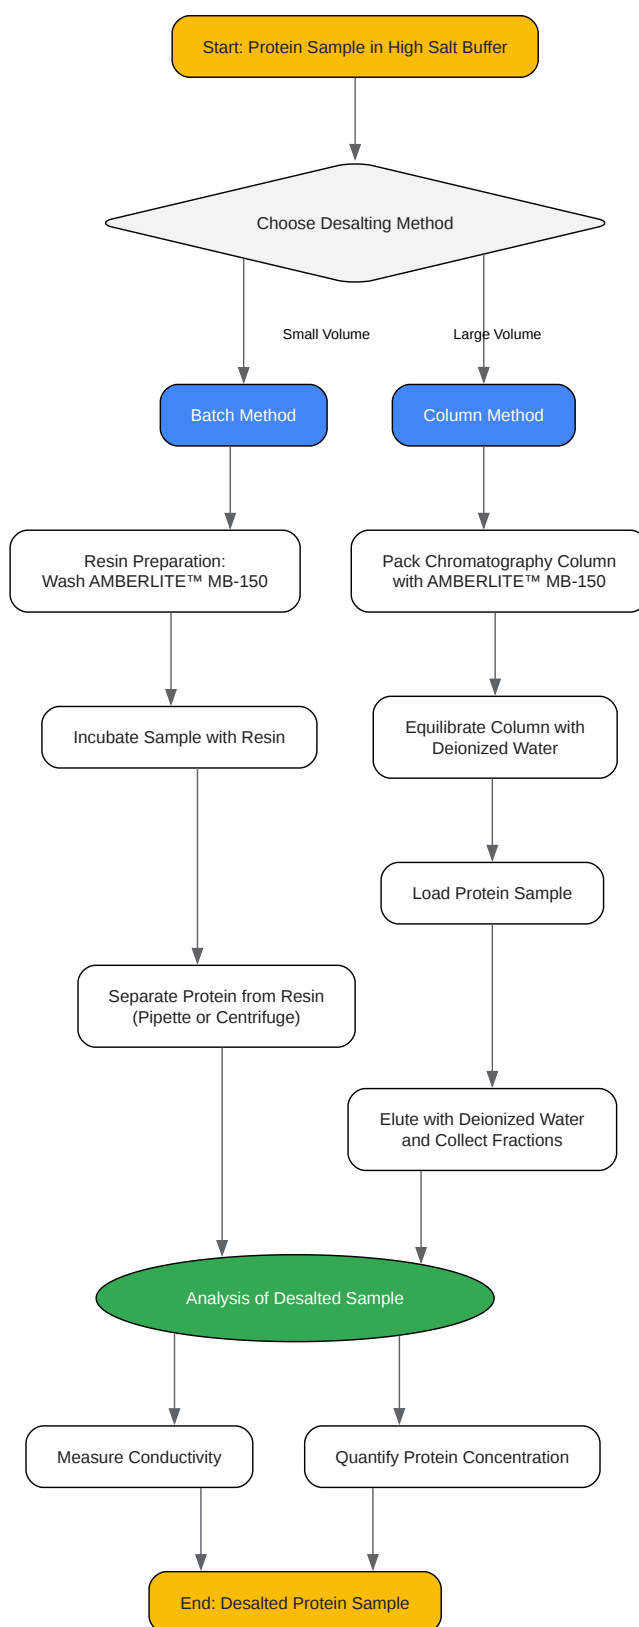 Start: Protein Sample in High Salt Buffer
Choose Desalting Method
Small Volume
Large Volume
Batch Method
Column Method
Resin Preparation:
Wash AMBERLITE™ MB-150
Pack Chromatography Column
with AMBERLITE™ MB-150
Incubate Sample with Resin
Equilibrate Column with
Deionized Water
Load Protein Sample
Separate Protein from Resin
(Pipette or Centrifuge)
Elute with Deionized Water
and Collect Fractions
Analysis of Desalted Sample
Measure Conductivity
Quantify Protein Concentration
End: Desalted Protein Sample